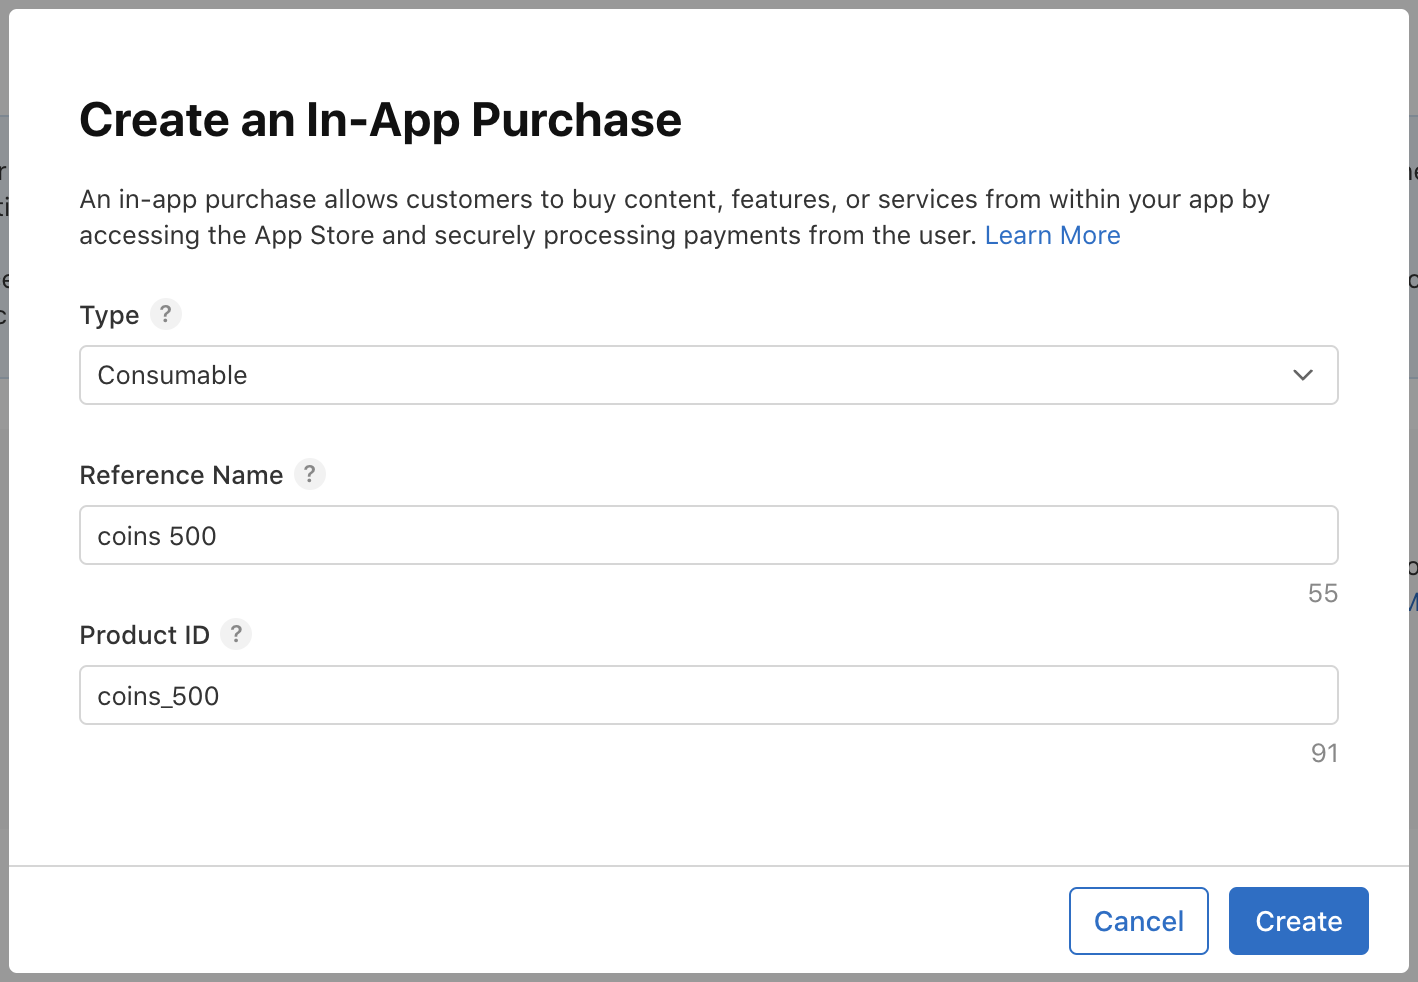 Create an In-App Purchase
An in-app purchase allows customers to buy content, features, or services from within your app by
accessing the App Store and securely processing payments from the user. Learn More
Type ?
Consumable
Reference Name ?
coins 500
55
Product ID ?
coins_500
91
Cancel Create